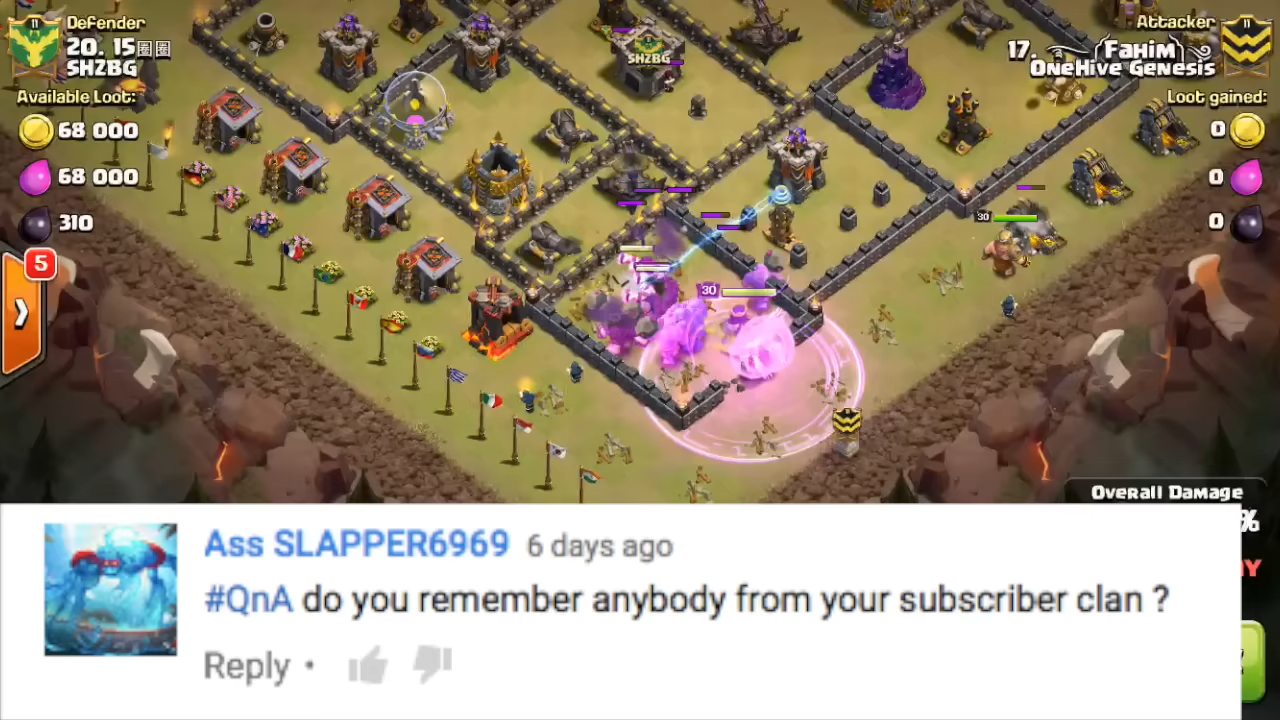 Defender
20. 15圈圈
SHZBG
Available Loot:
68 000
68 000
310
5
11
SHZBG
30
30
Attacker
17. Fahim
OneHive Genesis
11
Loot gained:
0
0
0
Overall Damage
%
Ass SLAPPER6969 6 days ago
#QnA do you remember anybody from your subscriber clan ?
Reply •